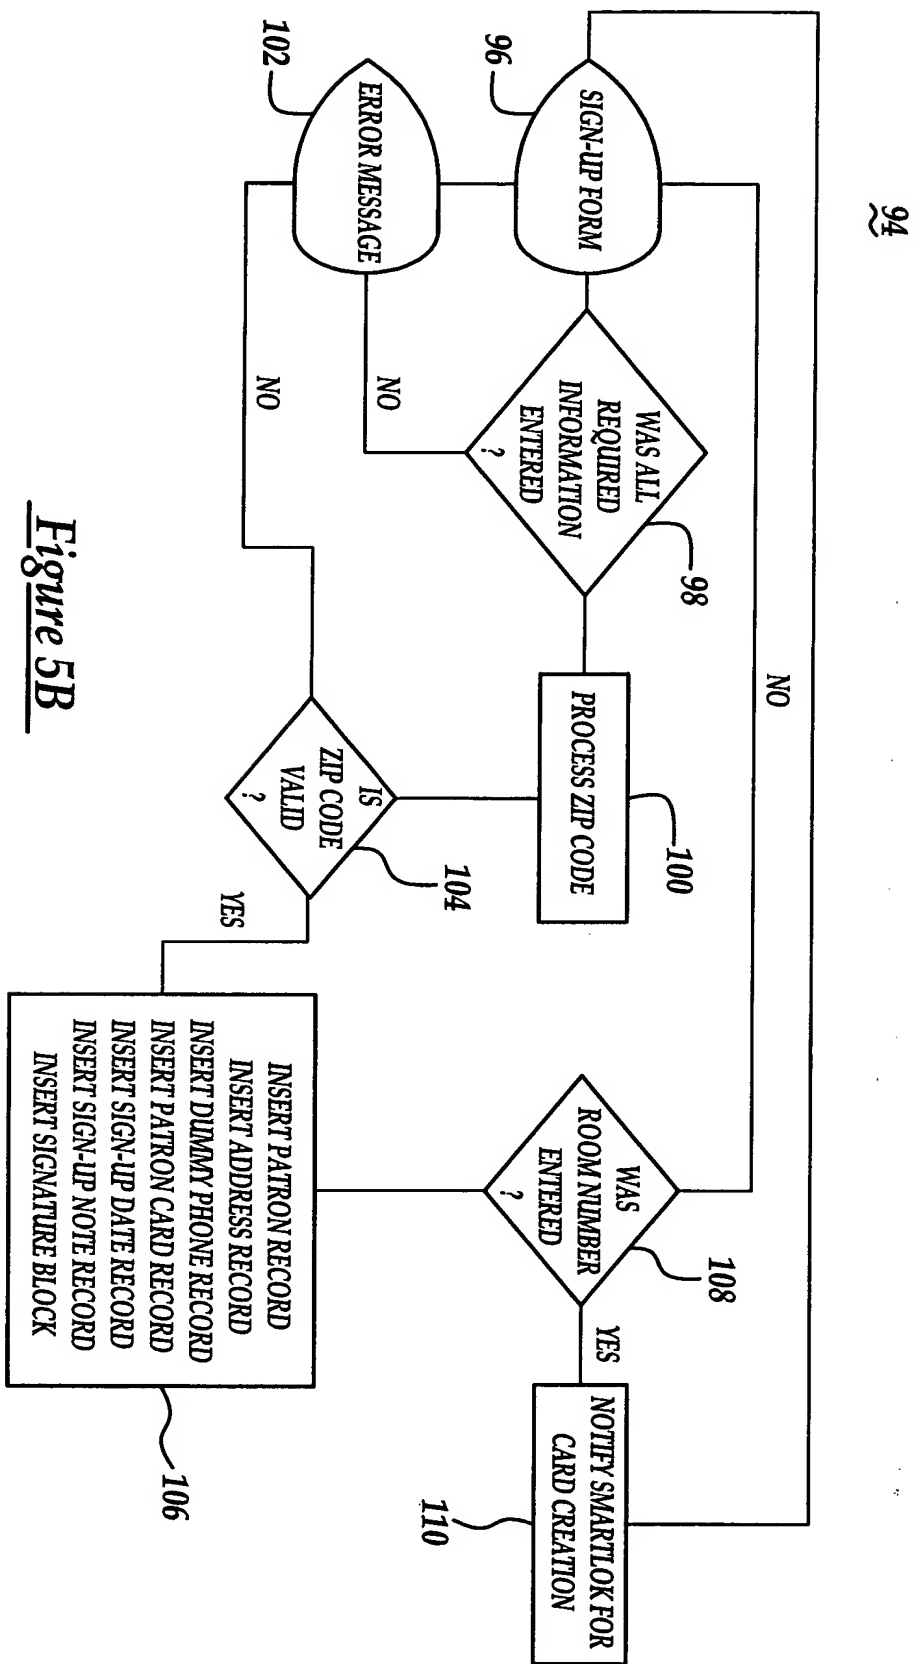 94
SIGN-UP FORM
96
WAS ALL
REQUIRED
INFORMATION
ENTERED
?
98
PROCESS ZIP CODE
100
ERROR MESSAGE
102
NO
NO
IS
ZIP CODE
VALID
?
104
YES
INSERT PATRON RECORD
INSERT ADDRESS RECORD
INSERT DUMMY PHONE RECORD
INSERT PATRON CARD RECORD
INSERT SIGN-UP DATE RECORD
INSERT SIGN-UP NOTE RECORD
INSERT SIGNATURE BLOCK
106
WAS
ROOM NUMBER
ENTERED
?
108
NO
YES
NOTIFY SMARTLOK FOR
CARD CREATION
110
Figure 5B